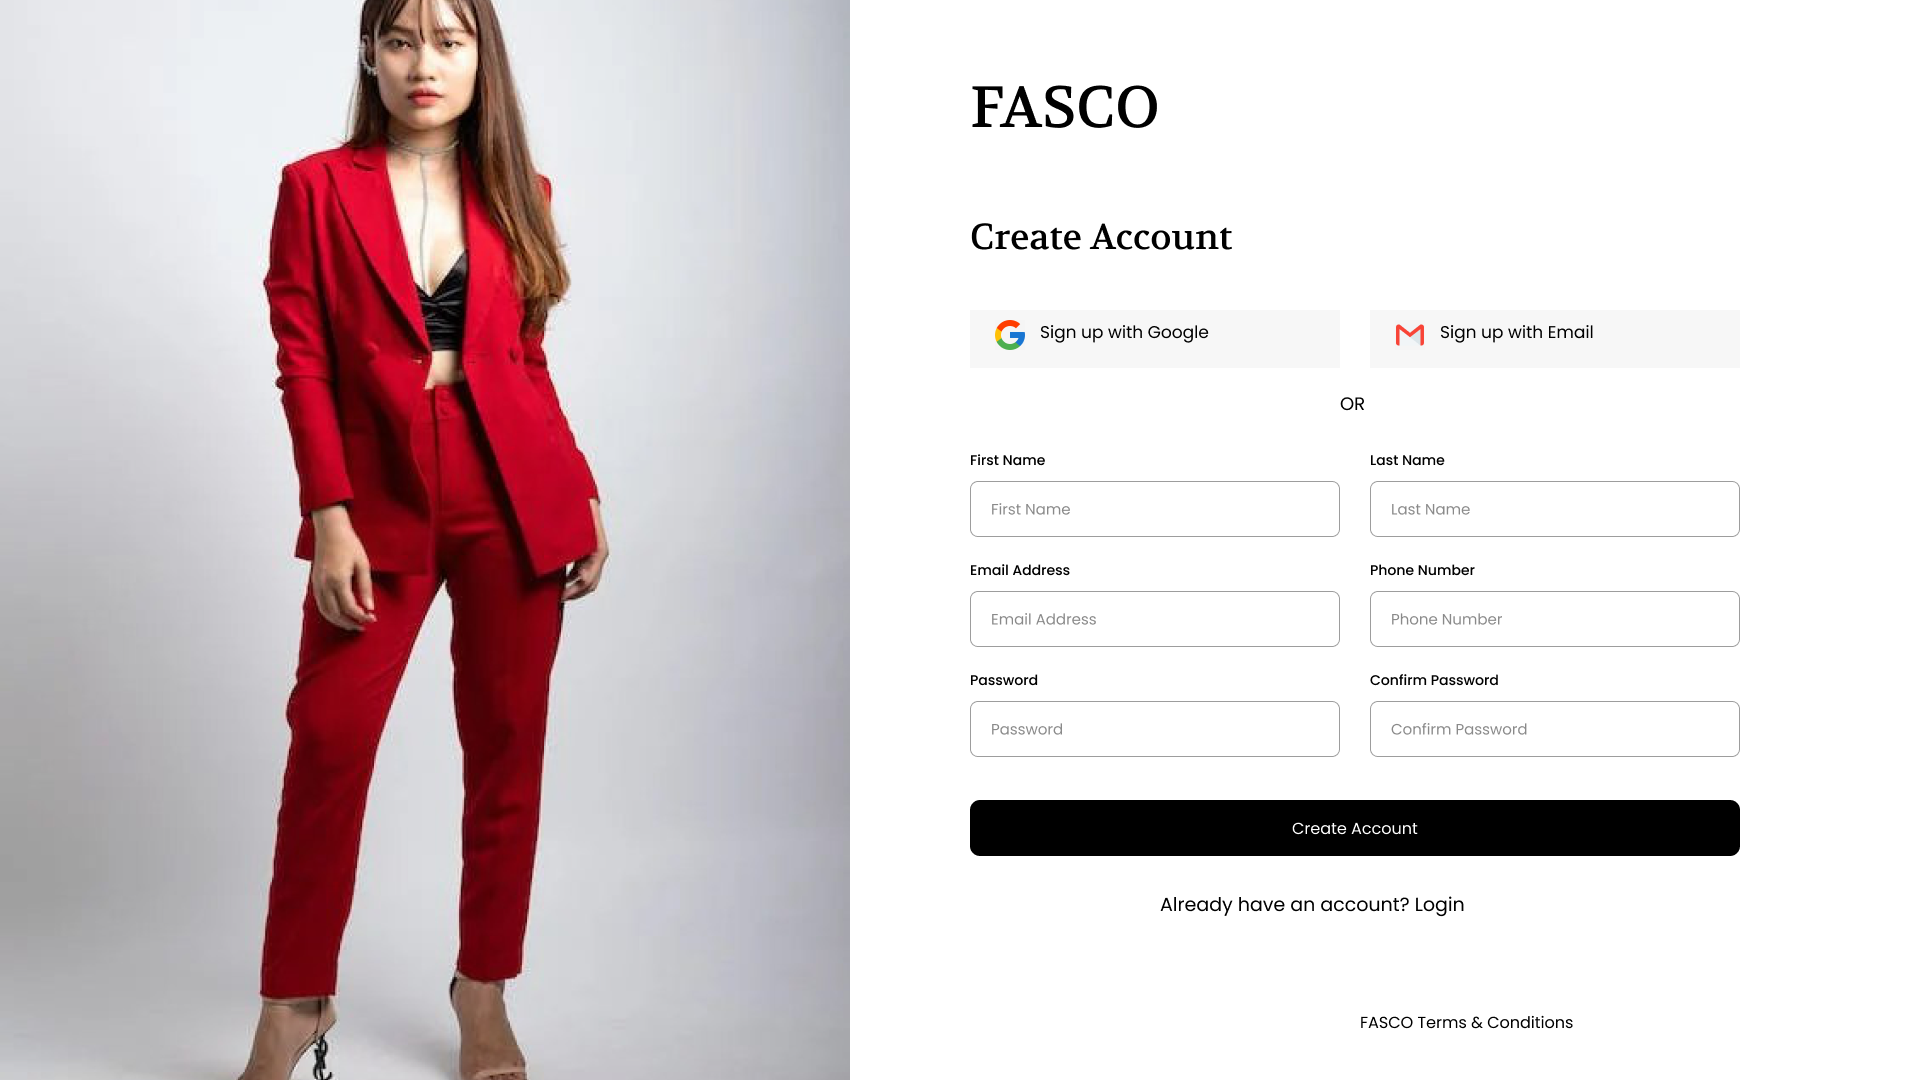 FASCO
Create Account
Sign up with Google
Sign up with Email
OR
First Name
Last Name
First Name
Last Name
Email Address
Phone Number
Email Address
Phone Number
Password
Confirm Password
Password
Confirm Password
Create Account
Already have an account? Login
FASCO Terms & Conditions